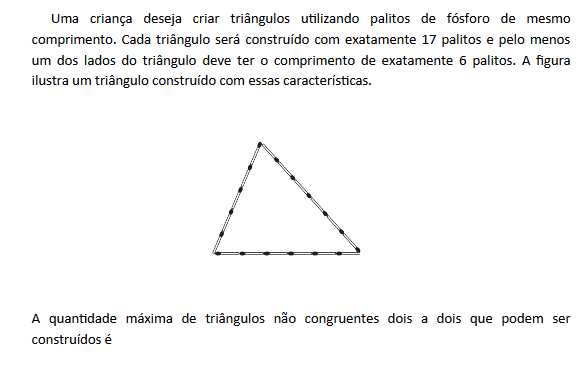 Uma criança deseja criar triângulos utilizando palitos de fósforo de mesmo
comprimento. Cada triângulo será construído com exatamente 17 palitos e pelo menos
um dos lados do triângulo deve ter o comprimento de exatamente 6 palitos. A figura
ilustra um triângulo construído com essas características.
A quantidade máxima de triângulos não congruentes dois a dois que podem ser
construídos é